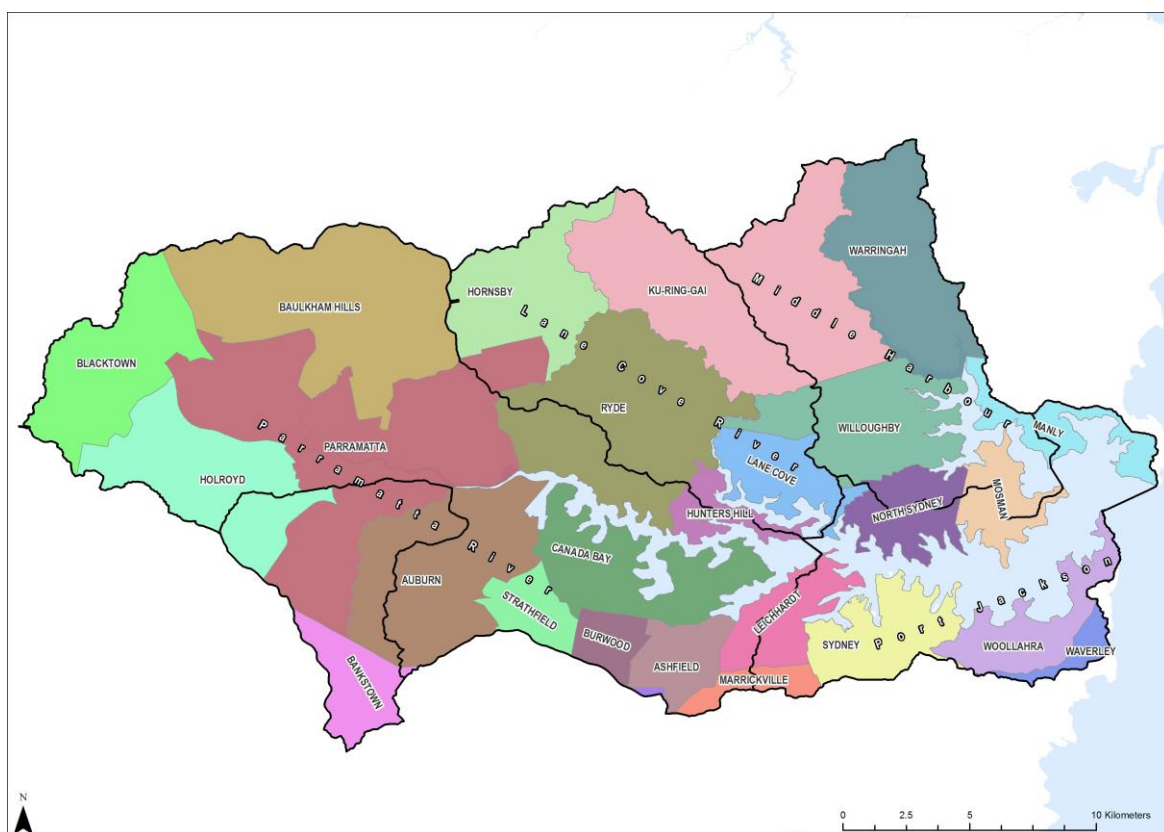 WARRINGAH
HORNSBY
KU-RING-GAI
Middle Harbour
BAULKHAM HILLS
Lane Cove River
BLACKTOWN
RYDE
WILLOUGHBY
MANLY
Parramatta River
PARRAMATTA
HOLROYD
LANE COVE
MOSMAN
NORTH SYDNEY
HUNTERS HILL
CANADA BAY
AUBURN
STRATHFIELD
LEICHHARDT
Port Jackson
BURWOOD
SYDNEY
WOOLLAHRA
WAVERLEY
ASHFIELD
MARRICKVILLE
BANKSTOWN
N
0 2.5 5 10 Kilometers